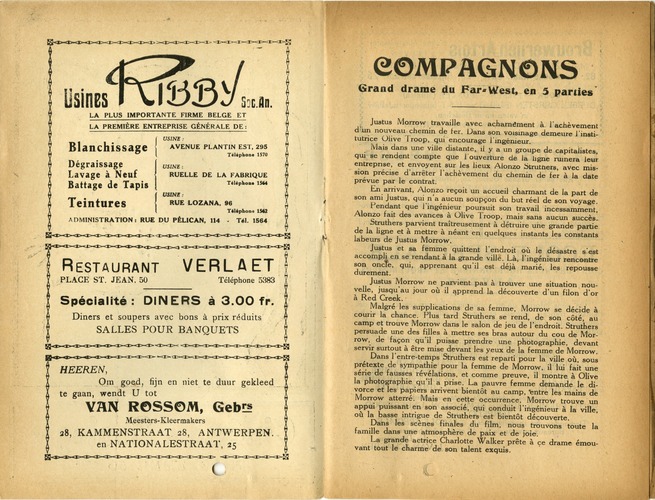 Usines RIBBY Soc. An.
LA PLUS IMPORTANTE FIRME BELGE ET
LA PREMIÈRE ENTREPRISE GÉNÉRALE DE :
Blanchissage
USINE :
AVENUE PLANTIN EST, 295
Téléphone 1570
Dégraissage
Lavage à Neuf
Battage de Tapis
USINE :
RUELLE DE LA FABRIQUE
Téléphone 1564
Teintures
USINE :
RUE LOZANA, 96
Téléphone 1562
ADMINISTRATION : RUE DU PÉLICAN, 114 - Tél. 1564
RESTAURANT VERLAET
PLACE ST. JEAN. 50 Téléphone 5383
Spécialité : DINERS à 3.00 fr.
Diners et soupers avec bons à prix réduits
SALLES POUR BANQUETS
HEEREN,
Om goed, fijn en niet te duur gekleed
te gaan, wendt U tot
VAN ROSSOM, Gebrs
Meesters-Kleermakers
28, KAMMENSTRAAT 28, ANTWERPEN.
en NATIONALESTRAAT, 25
COMPAGNONS
Grand drame du Far-West, en 5 parties
Justus Morrow travaille avec acharnément à l'achèvement
d'un nouveau chemin de fer. Dans son voisinage demeure l'insti-
tutrice Olive Troop, qui encourage l'ingénieur.
Mais dans une ville distante, il y a un groupe de capitalistes,
qui se rendent compte que l'ouverture de la ligne ruinera leur
entreprise, et envoyent sur les lieux Alonzo Struthers, avec mis-
sion précise d'arrêter l'achèvement du chemin de fer à la date
prévue par le contrat.
En arrivant, Alonzo reçoit un accueil charmant de la part de
son ami Justus, qui n'a aucun soupçon du but réel de son voyage.
Pendant que l'ingénieur poursuit son travail incessamment,
Alonzo fait des avances à Olive Troop, mais sans aucun succès.
Struthers parvient traîtreusement à détruire une grande partie
de la ligne et à mettre à néant en quelques instants les constants
labeurs de Justus Morrow.
Justus et sa femme quittent l'endroit où le désastre s'est
accompli en se rendant à la grande ville. Là, l'ingénieur rencontre
son oncle, qui, apprenant qu'il est déjà marié, les repousse
durement.
Justus Morrow ne parvient pas à trouver une situation nou-
velle, jusqu'au jour où il apprend la découverte d'un filon d'or
à Red Creek.
Malgré les supplications de sa femme, Morrow se décide à
courir la chance. Plus tard Struthers se rend, de son côté, au
camp et trouve Morrow dans le salon de jeu de l'endroit. Struthers
persuade une des filles à mettre ses bras autour du cou de Mor-
row, de façon qu'il puisse prendre une photographie, devant
servir surtout à être mise devant les yeux de la femme de Morrow.
Dans l'entre-temps Struthers est reparti pour la ville où, sous
prétexte de sympathie pour la femme de Morrow, il lui fait une
série de fausses révélations, et comme preuve, il montre à Olive
la photographie qu'il a prise. La pauvre femme demande le di-
vorce et les papiers arrivent bientôt au camp, entre les mains de
Morrow atterré. Mais en cette occurrence, Morrow trouve un
appui puissant en son associé, qui conduit l'ingénieur à la ville,
où la basse intrigue de Struthers est bientôt découverte.
Dans les scènes finales du film, nous trouvons toute la
famille dans une atmosphère de paix et de joie.
La grande actrice Charlotte Walker prête à ce drame émou-
vant tout le charme de son talent exquis.